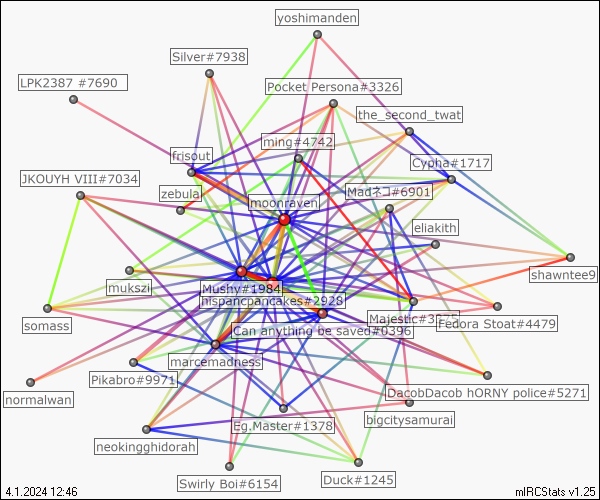 yoshimanden
Silver#7938
LPK2387 #7690
Pocket Persona#3326
the_second_twat
ming#4742
frisout
Cypha#1717
JKOUYH VIII#7034
zebula
Madネコ#6901
moonraven
eliakith
shawntee9
mukszi
Mushy#1984
hispancpancakes#2929
somass
Majestic#
Fedora Stoat#4479
Can anything be saved#0396
marcemadness
Pikabro#9971
normalwan
DacobDacob hORNY police#5271
bigcitysamurai
Eg.Master#1378
neokingghidorah
Swirly Boi#6154
Duck#1245
4.1.2024 12:46
mIRCStats v1.25